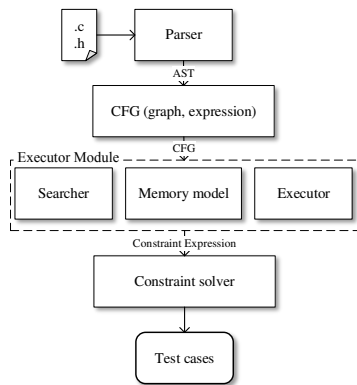 .c
.h
Parser
AST
CFG (graph, expression)
CFG
Executor Module
Searcher
Memory model
Executor
Constraint Expression
Constraint solver
Test cases